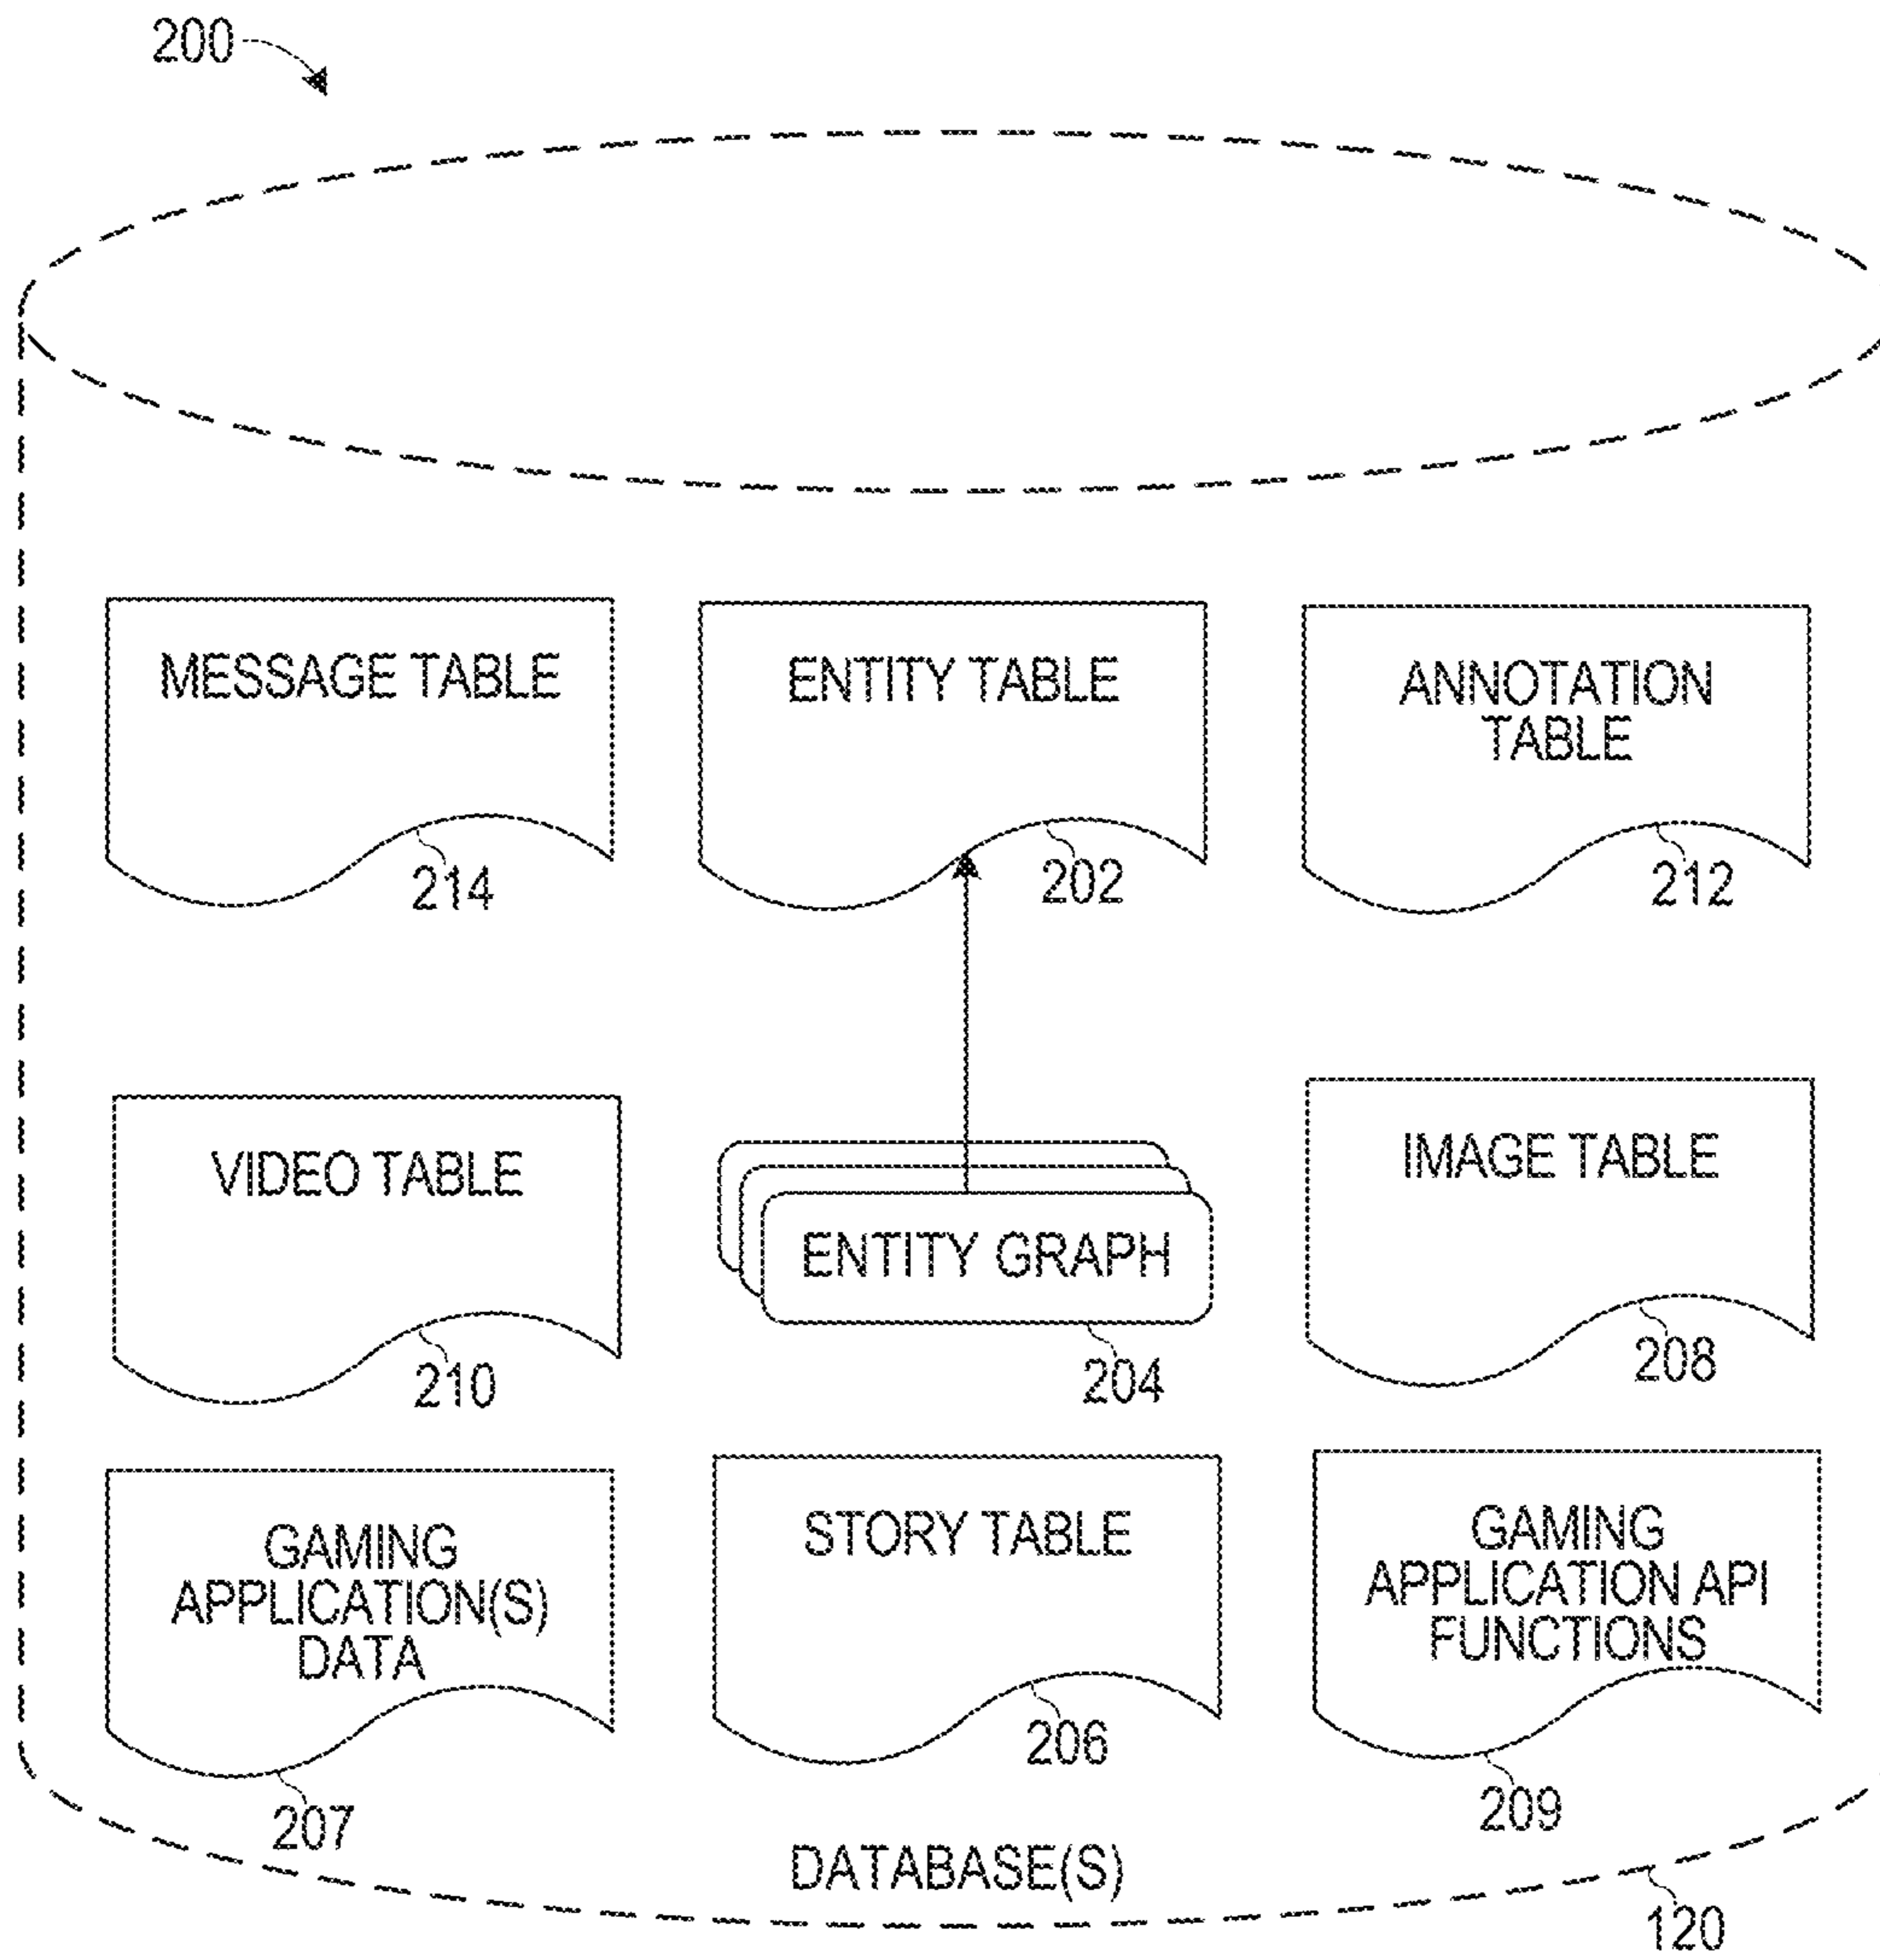 200
MESSAGE TABLE
214
ENTITY TABLE
202
ANNOTATION
TABLE
212
VIDEO TABLE
210
ENTITY GRAPH
204
IMAGE TABLE
208
GAMING
APPLICATION(S)
DATA
207
STORY TABLE
206
GAMING
APPLICATION API
FUNCTIONS
209
DATABASE(S)
120